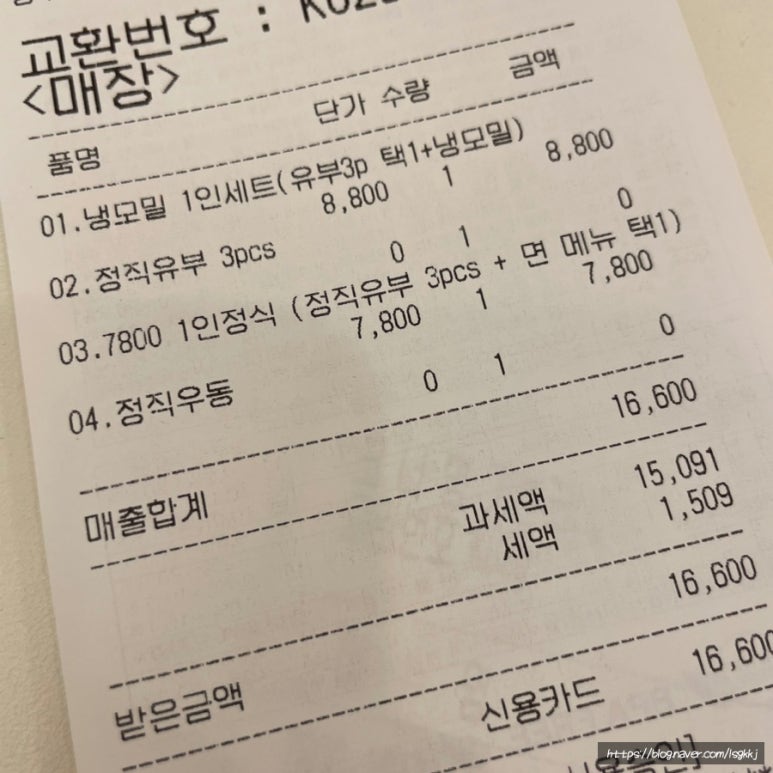 교환번호 :
<매장>
품명 단가 수량 금액
01.냉모밀 1인세트(유부3p 택1+냉모밀)
8,800 1 8,800
02.정직유부 3pcs 0 1 0
03.7800 1인정식 (정직유부 3pcs + 면 메뉴 택1)
7,800 1 7,800
04.정직우동 0 1 0
매출합계 16,600
과세액 15,091
세액 1,509
받은금액 16,600
신용카드 16,600
https://blog.naver.com/lsgkkj